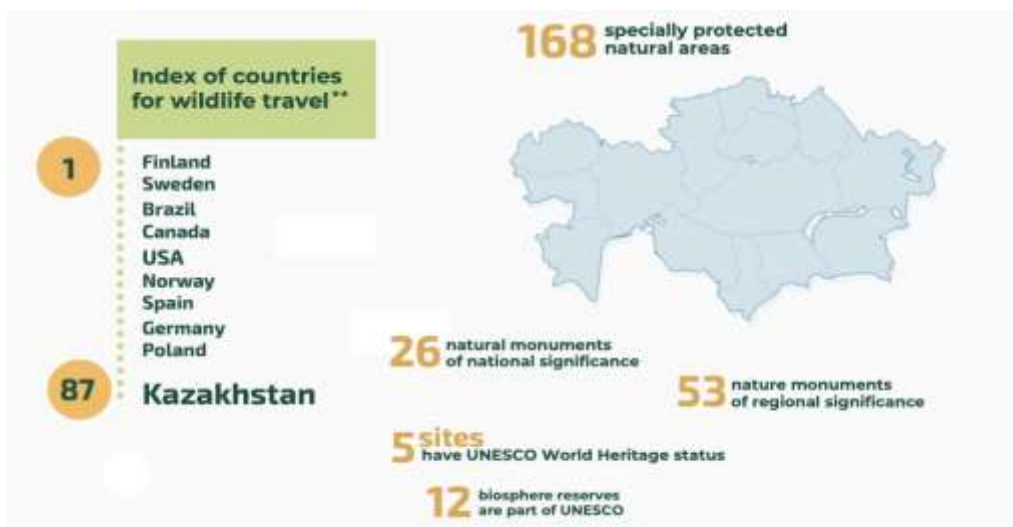 Index of countries
for wildlife travel**
1
Finland
Sweden
Brazil
Canada
USA
Norway
Spain
Germany
Poland
87
Kazakhstan
168 specially protected
natural areas
26 natural monuments
of national significance
53 nature monuments
of regional significance
5 sites
have UNESCO World Heritage status
12 biosphere reserves
are part of UNESCO